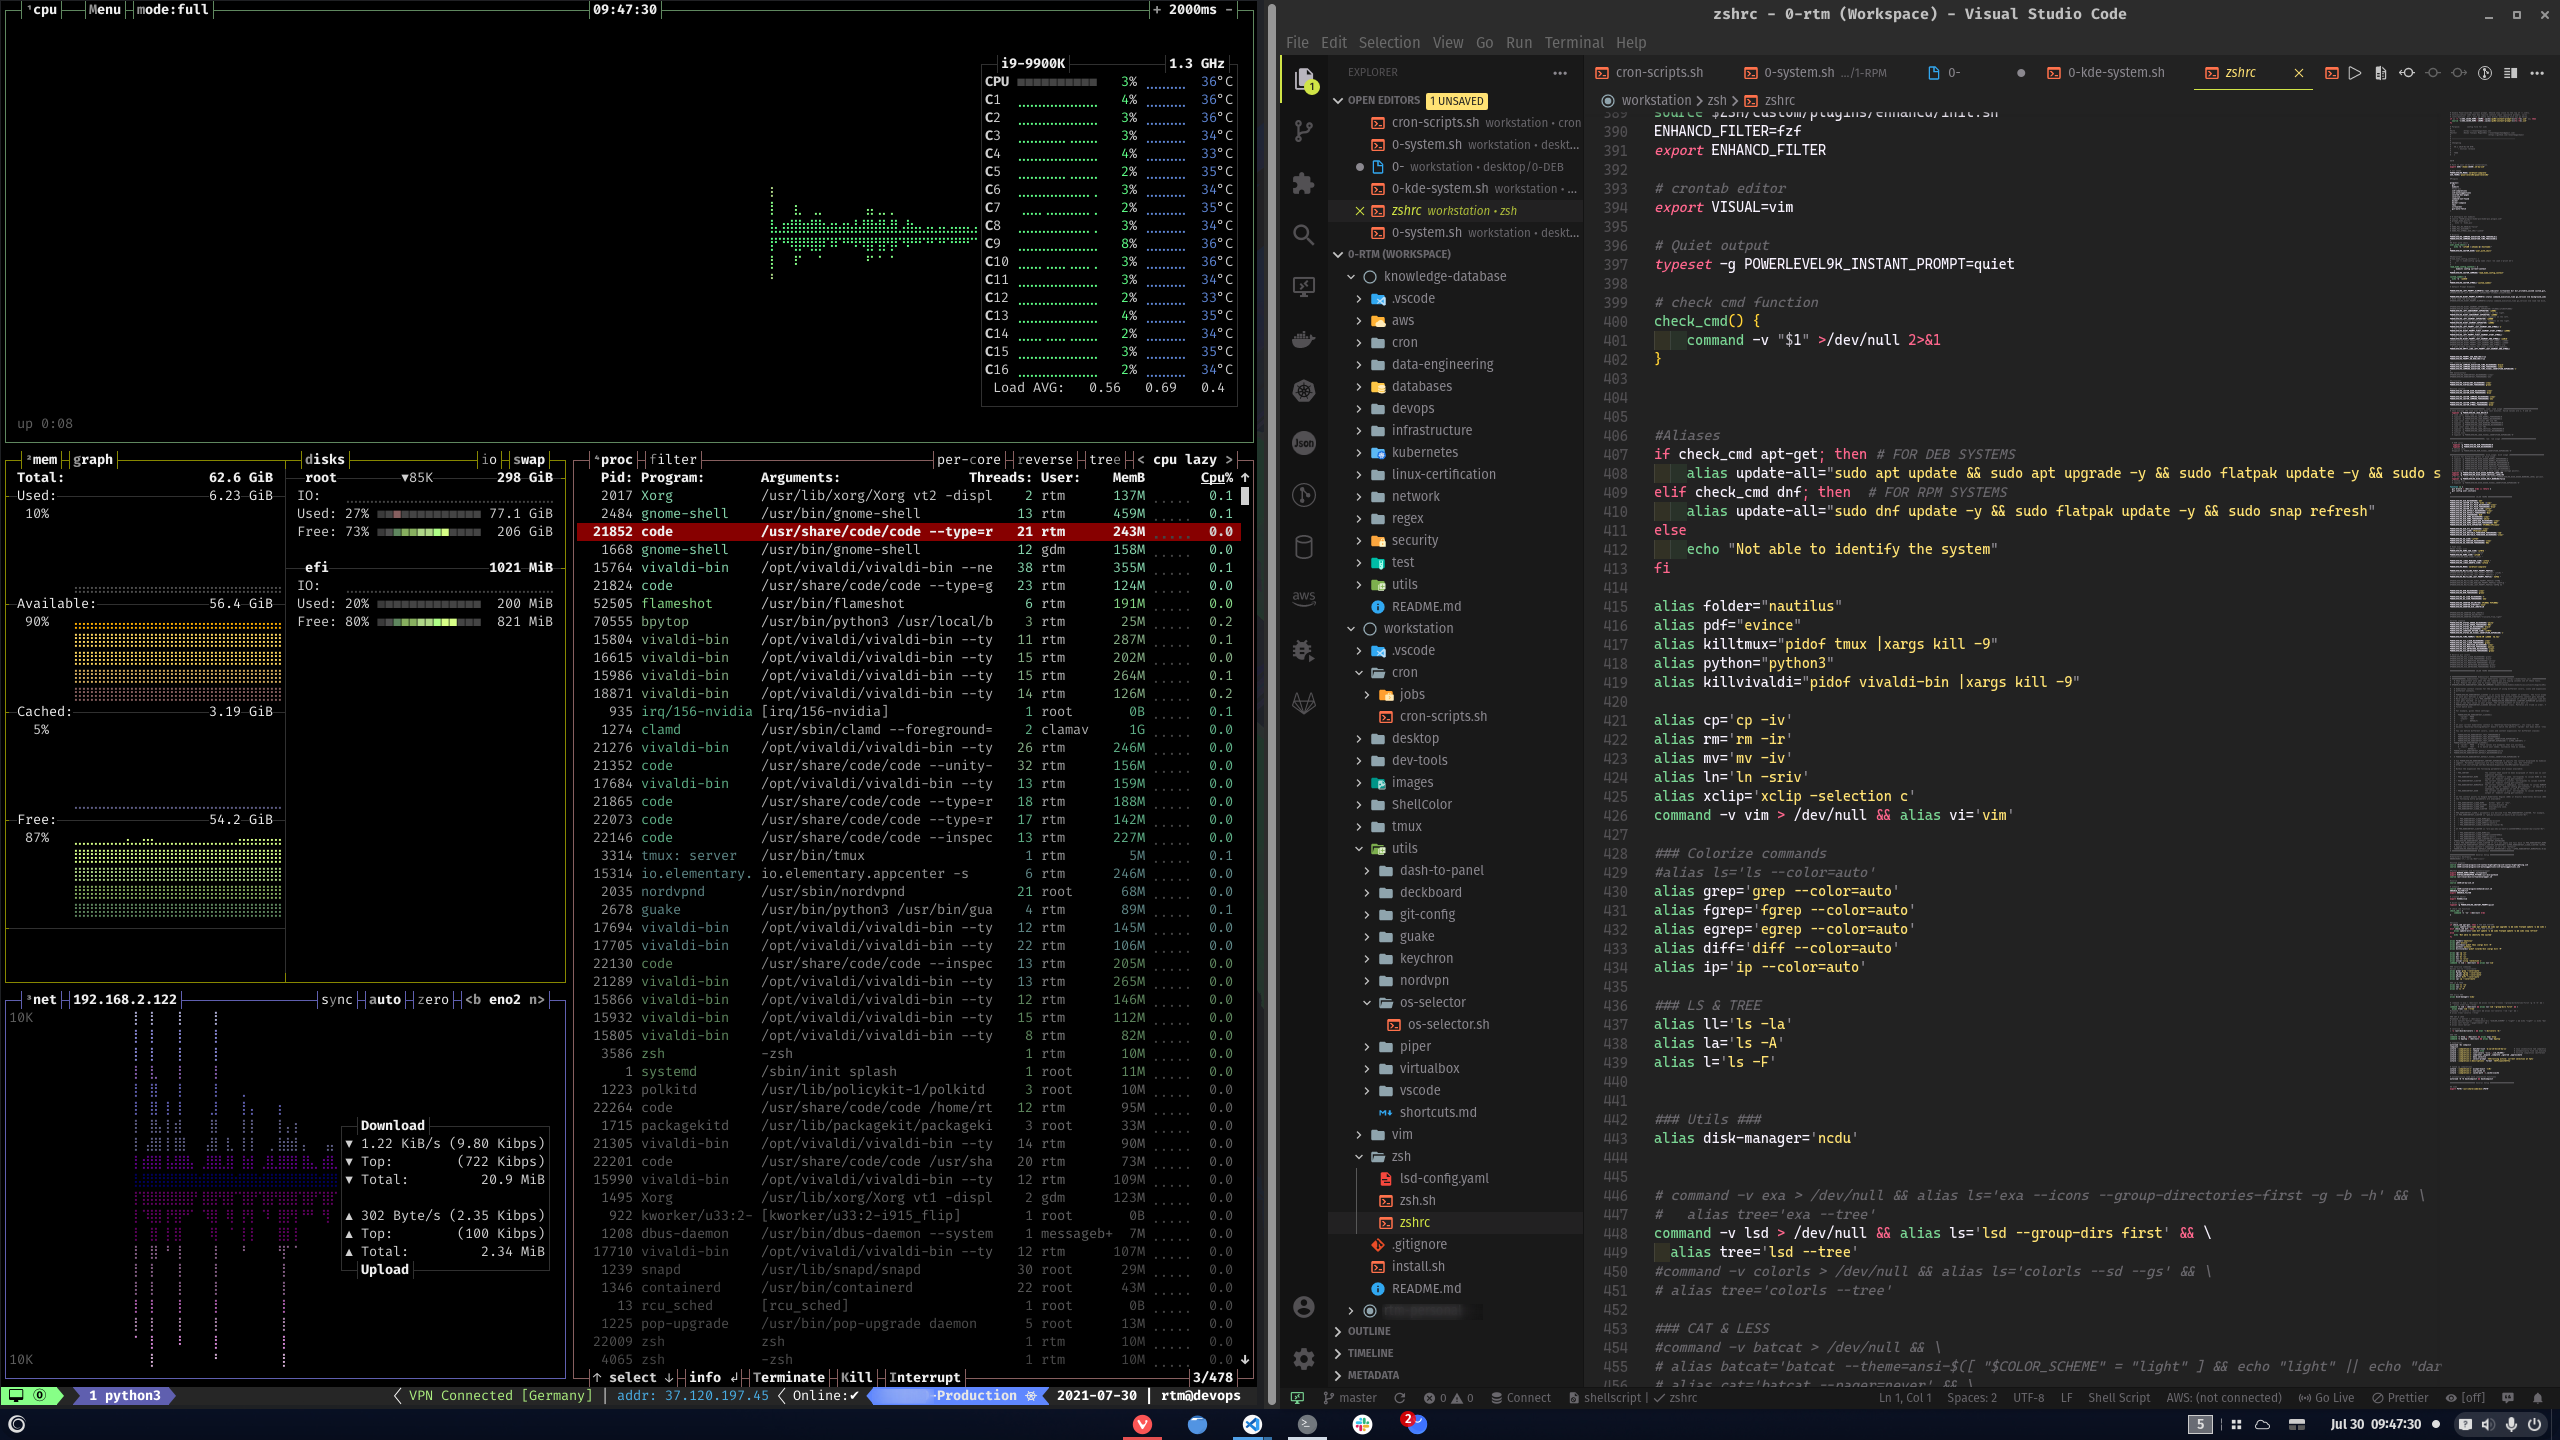 ¹cpu Menu mode:full 09:47:30 + 2000ms -
i9-9900K 1.3 GHz
CPU 3% 36°C
C1 4% 36°C
C2 3% 36°C
C3 3% 34°C
C4 4% 33°C
C5 2% 35°C
C6 3% 34°C
C7 2% 35°C
C8 3% 34°C
C9 8% 36°C
C10 3% 36°C
C11 3% 34°C
C12 2% 33°C
C13 4% 35°C
C14 2% 34°C
C15 3% 35°C
C16 2% 34°C
Load AVG: 0.56 0.69 0.4
up 0:08
²mem graph disks io swap
Total: 62.6 GiB
Used: 6.23 GiB
10%
Available: 56.4 GiB
90%
Cached: 3.19 GiB
5%
Free: 54.2 GiB
87%
root ▼85K 298 GiB
IO:
Used: 27% 77.1 GiB
Free: 73% 206 GiB
efi 1021 MiB
IO:
Used: 20% 200 MiB
Free: 80% 821 MiB
³net 192.168.2.122 sync auto zero <b eno2 n>
10K
Download
▼ 1.22 KiB/s (9.80 Kibps)
▼ Top: (722 Kibps)
▼ Total: 20.9 MiB
▲ 302 Byte/s (2.35 Kibps)
▲ Top: (100 Kibps)
▲ Total: 2.34 MiB
Upload
10K
⁴proc filter per-core reverse tree < cpu lazy >
Pid: Program: Arguments: Threads: User: MemB Cpu% ↑
2017 Xorg /usr/lib/xorg/Xorg vt2 -displ 2 rtm 137M 0.1
2484 gnome-shell /usr/bin/gnome-shell 13 rtm 459M 0.1
21852 code /usr/share/code/code --type=r 21 rtm 243M 0.0
1668 gnome-shell /usr/bin/gnome-shell 12 gdm 158M 0.0
15764 vivaldi-bin /opt/vivaldi/vivaldi-bin --ne 38 rtm 355M 0.1
21824 code /usr/share/code/code --type=g 23 rtm 124M 0.0
52505 flameshot /usr/bin/flameshot 6 rtm 191M 0.0
70555 bpytop /usr/bin/python3 /usr/local/b 3 rtm 25M 0.2
15804 vivaldi-bin /opt/vivaldi/vivaldi-bin --ty 11 rtm 287M 0.1
16615 vivaldi-bin /opt/vivaldi/vivaldi-bin --ty 15 rtm 202M 0.0
15986 vivaldi-bin /opt/vivaldi/vivaldi-bin --ty 15 rtm 264M 0.1
18871 vivaldi-bin /opt/vivaldi/vivaldi-bin --ty 14 rtm 126M 0.2
935 irq/156-nvidia [irq/156-nvidia] 1 root 0B 0.1
1274 clamd /usr/sbin/clamd --foreground= 2 clamav 1G 0.0
21276 vivaldi-bin /opt/vivaldi/vivaldi-bin --ty 26 rtm 246M 0.0
21352 code /usr/share/code/code --unity- 32 rtm 156M 0.0
17684 vivaldi-bin /opt/vivaldi/vivaldi-bin --ty 13 rtm 159M 0.0
21865 code /usr/share/code/code --type=r 18 rtm 188M 0.0
22073 code /usr/share/code/code --type=r 17 rtm 142M 0.0
22146 code /usr/share/code/code --inspec 13 rtm 227M 0.0
3314 tmux: server /usr/bin/tmux 1 rtm 5M 0.1
15314 io.elementary. io.elementary.appcenter -s 6 rtm 246M 0.0
2035 nordvpnd /usr/sbin/nordvpnd 21 root 68M 0.0
2678 guake /usr/bin/python3 /usr/bin/gua 4 rtm 89M 0.1
17694 vivaldi-bin /opt/vivaldi/vivaldi-bin --ty 12 rtm 145M 0.0
17705 vivaldi-bin /opt/vivaldi/vivaldi-bin --ty 22 rtm 106M 0.0
22130 code /usr/share/code/code --inspec 13 rtm 205M 0.0
21289 vivaldi-bin /opt/vivaldi/vivaldi-bin --ty 13 rtm 265M 0.0
15866 vivaldi-bin /opt/vivaldi/vivaldi-bin --ty 12 rtm 146M 0.0
15932 vivaldi-bin /opt/vivaldi/vivaldi-bin --ty 15 rtm 112M 0.0
15805 vivaldi-bin /opt/vivaldi/vivaldi-bin --ty 8 rtm 82M 0.0
3586 zsh -zsh 1 rtm 10M 0.0
1 systemd /sbin/init splash 1 root 11M 0.0
1223 polkitd /usr/lib/policykit-1/polkitd 3 root 10M 0.0
22264 code /usr/share/code/code /home/rt 12 rtm 95M 0.0
1715 packagekitd /usr/lib/packagekit/packageki 3 root 33M 0.0
21305 vivaldi-bin /opt/vivaldi/vivaldi-bin --ty 14 rtm 90M 0.0
22201 code /usr/share/code/code /usr/sha 20 rtm 73M 0.0
15990 vivaldi-bin /opt/vivaldi/vivaldi-bin --ty 12 rtm 109M 0.0
1495 Xorg /usr/lib/xorg/Xorg vt1 -displ 2 gdm 123M 0.0
922 kworker/u33:2- [kworker/u33:2-i915_flip] 1 root 0B 0.0
1208 dbus-daemon /usr/bin/dbus-daemon --system 1 messageb+ 7M 0.0
17710 vivaldi-bin /opt/vivaldi/vivaldi-bin --ty 12 rtm 107M 0.0
1239 snapd /usr/lib/snapd/snapd 30 root 29M 0.0
1346 containerd /usr/bin/containerd 22 root 43M 0.0
13 rcu_sched [rcu_sched] 1 root 0B 0.0
1225 pop-upgrade /usr/bin/pop-upgrade daemon 5 root 13M 0.0
22009 zsh zsh 1 rtm 10M 0.0
4065 zsh -zsh 1 rtm 10M 0.0 ↓
↑ select ↓ info ↲ Terminate Kill Interrupt 3/478
0 1 python3 VPN Connected [Germany] | addr: 37.120.197.45 Online:✔ -Production 2021-07-30 | rtm@devops
zshrc - 0-rtm (Workspace) - Visual Studio Code
File Edit Selection View Go Run Terminal Help
1
Json
aws
EXPLORER
OPEN EDITORS 1 UNSAVED
cron-scripts.sh workstation • cron
0-system.sh workstation • deskt...
0- workstation • desktop/0-DEB
0-kde-system.sh workstation • ...
zshrc workstation • zsh
0-system.sh workstation • deskt...
0-RTM (WORKSPACE)
knowledge-database
.vscode
aws
cron
data-engineering
databases
devops
infrastructure
kubernetes
linux-certification
network
regex
security
test
utils
README.md
workstation
.vscode
cron
jobs
cron-scripts.sh
desktop
dev-tools
images
ShellColor
tmux
utils
dash-to-panel
deckboard
git-config
guake
keychron
nordvpn
os-selector
os-selector.sh
piper
virtualbox
vscode
shortcuts.md
vim
zsh
lsd-config.yaml
zsh.sh
zshrc
.gitignore
install.sh
README.md
OUTLINE
TIMELINE
METADATA
cron-scripts.sh 0-system.sh .../1-RPM 0- 0-kde-system.sh zshrc
workstation > zsh > zshrc
389 source $ZSH/custom/plugins/enhancd/init.sh
390 ENHANCD_FILTER=fzf
391 export ENHANCD_FILTER
392
393 # crontab editor
394 export VISUAL=vim
395
396 # Quiet output
397 typeset -g POWERLEVEL9K_INSTANT_PROMPT=quiet
398
399 # check cmd function
400 check_cmd() {
401 command -v "$1" >/dev/null 2>&1
402 }
403
404
405
406 #Aliases
407 if check_cmd apt-get; then # FOR DEB SYSTEMS
408 alias update-all="sudo apt update && sudo apt upgrade -y && sudo flatpak update -y && sudo s
409 elif check_cmd dnf; then # FOR RPM SYSTEMS
410 alias update-all="sudo dnf update -y && sudo flatpak update -y && sudo snap refresh"
411 else
412 echo "Not able to identify the system"
413 fi
414
415 alias folder="nautilus"
416 alias pdf="evince"
417 alias killtmux="pidof tmux |xargs kill -9"
418 alias python="python3"
419 alias killvivaldi="pidof vivaldi-bin |xargs kill -9"
420
421 alias cp='cp -iv'
422 alias rm='rm -ir'
423 alias mv='mv -iv'
424 alias ln='ln -sriv'
425 alias xclip='xclip -selection c'
426 command -v vim > /dev/null && alias vi='vim'
427
428 ### Colorize commands
429 #alias ls='ls --color=auto'
430 alias grep='grep --color=auto'
431 alias fgrep='fgrep --color=auto'
432 alias egrep='egrep --color=auto'
433 alias diff='diff --color=auto'
434 alias ip='ip --color=auto'
435
436 ### LS & TREE
437 alias ll='ls -la'
438 alias la='ls -A'
439 alias l='ls -F'
440
441
442 ### Utils ###
443 alias disk-manager='ncdu'
444
445
446 # command -v exa > /dev/null && alias ls='exa --icons --group-directories-first -g -b -h' && \
447 # alias tree='exa --tree'
448 command -v lsd > /dev/null && alias ls='lsd --group-dirs first' && \
449 alias tree='lsd --tree'
450 #command -v colorls > /dev/null && alias ls='colorls --sd --gs' && \
451 # alias tree='colorls --tree'
452
453 ### CAT & LESS
454 #command -v batcat > /dev/null && \
455 # alias batcat='batcat --theme=ansi-$([ "$COLOR_SCHEME" = "light" ] && echo "light" || echo "dar
456 # alias cat='batcat --pager=never' && \
master 0 0 Connect shellscript | ✓ zshrc Ln 1, Col 1 Spaces: 2 UTF-8 LF Shell Script AWS: (not connected) Go Live Prettier [off]
2 5 Jul 30 09:47:30